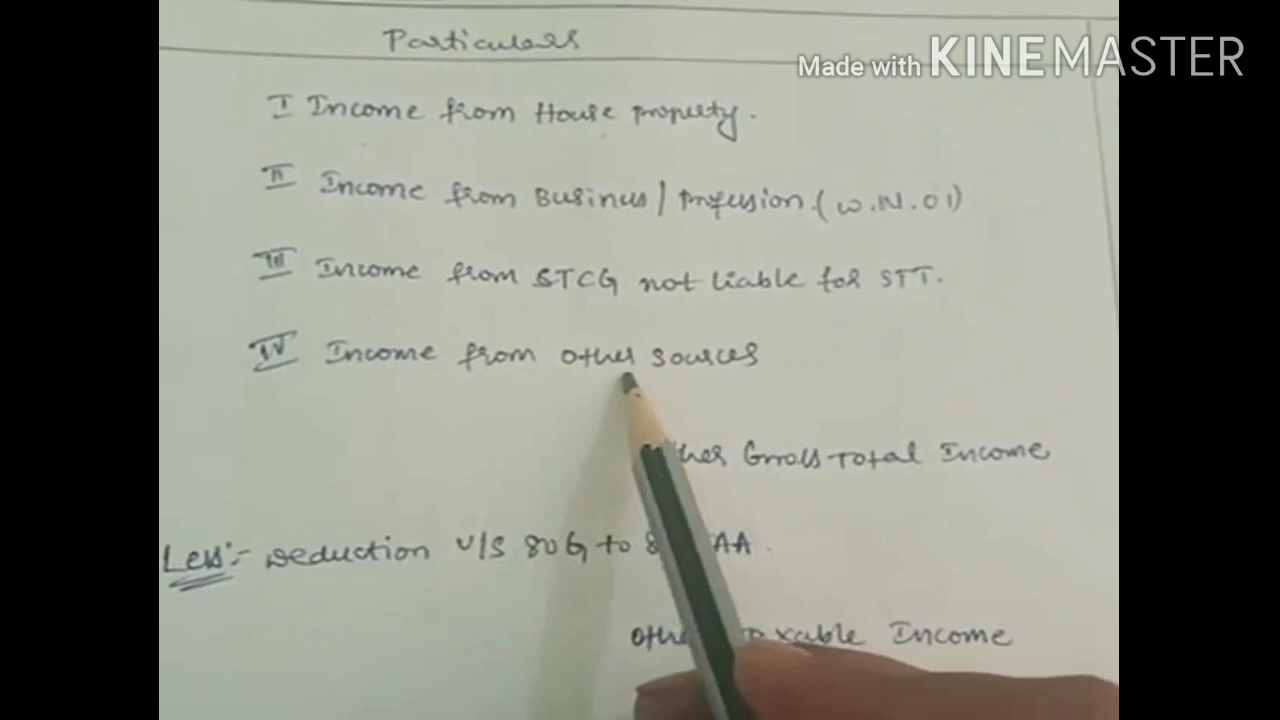 Particulars
Made with KINEMASTER
I Income from House property.
II Income from Business / Profession. (W.N.01)
III Income from STCG not liable for STT.
IV Income from other sources
Gross Total Income
Less:- Deduction U/S 80G to
Income